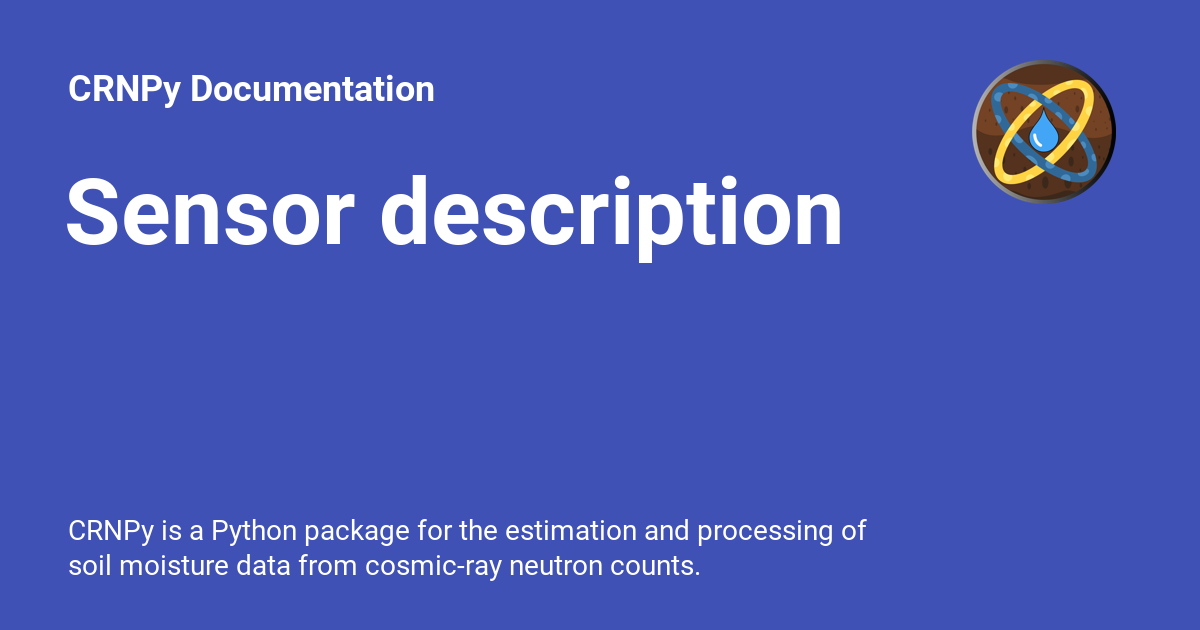 CRNPy Documentation
Sensor description
CRNPy is a Python package for the estimation and processing of
soil moisture data from cosmic-ray neutron counts.